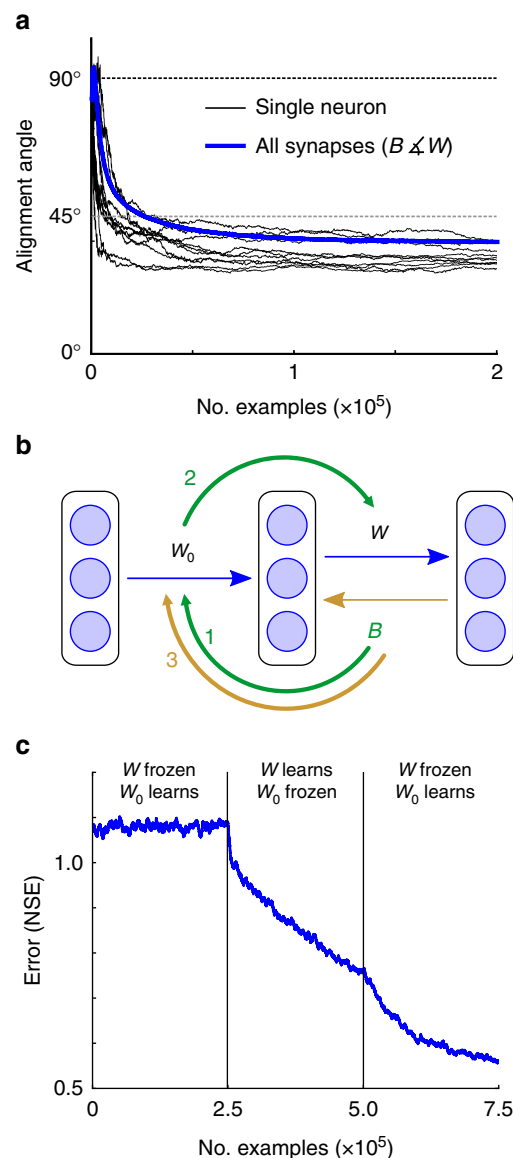 a
90°
45°
0°
Alignment angle
Single neuron
All synapses (B ∡ W)
0
1
2
No. examples (×10⁵)
b
2
W₀
W
1
B
3
c
W frozen
W₀ learns
W learns
W₀ frozen
W frozen
W₀ learns
1.0
0.5
Error (NSE)
0
2.5
5.0
7.5
No. examples (×10⁵)